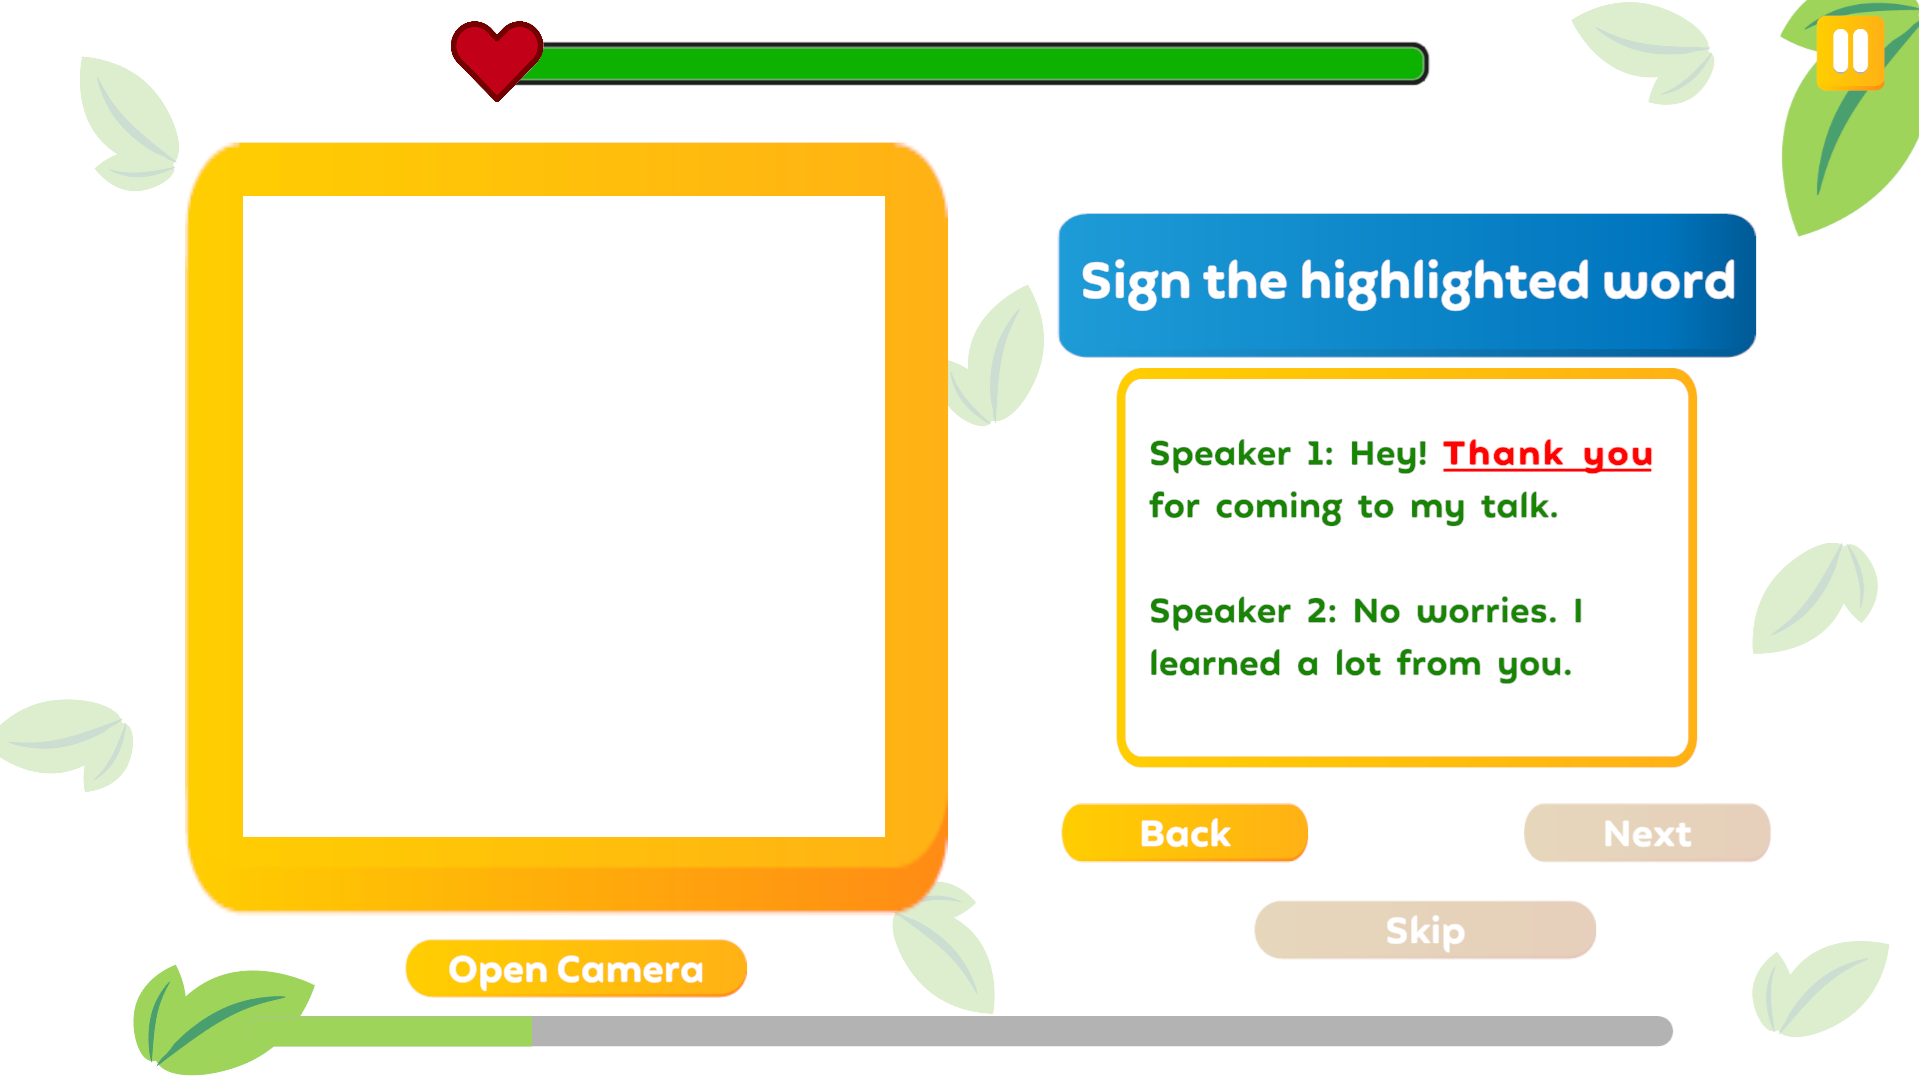 Sign the highlighted word
Speaker 1: Hey! Thank you
for coming to my talk.
Speaker 2: No worries. I
learned a lot from you.
Back
Next
Skip
Open Camera